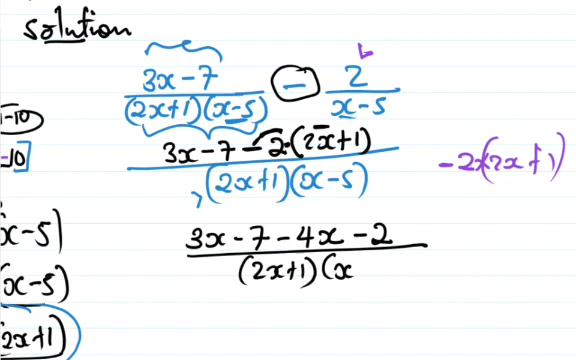 solution
3x - 7 / (2x+1)(x-5) - 2 / x-5
-10
-10]
3x - 7 - 2·(2x+1) / (2x+1)(x-5)
-2×(2x+1)
x-5)
3x - 7 - 4x - 2 / (2x+1)(x
(x-5)
2x+1)